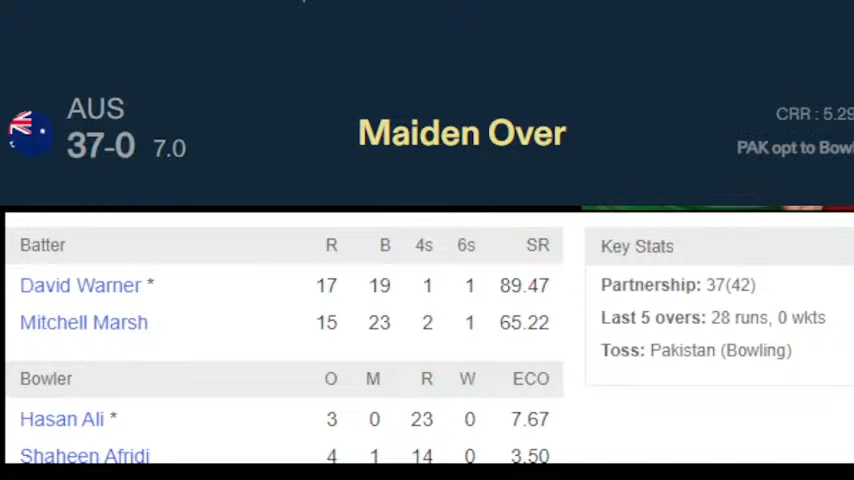 AUS
37-0 7.0
Maiden Over
CRR : 5.29
PAK opt to Bowl
Batter R B 4s 6s SR
David Warner * 17 19 1 1 89.47
Mitchell Marsh 15 23 2 1 65.22
Bowler O M R W ECO
Hasan Ali * 3 0 23 0 7.67
Shaheen Afridi 4 1 14 0 3.50
Key Stats
Partnership: 37(42)
Last 5 overs: 28 runs, 0 wkts
Toss: Pakistan (Bowling)